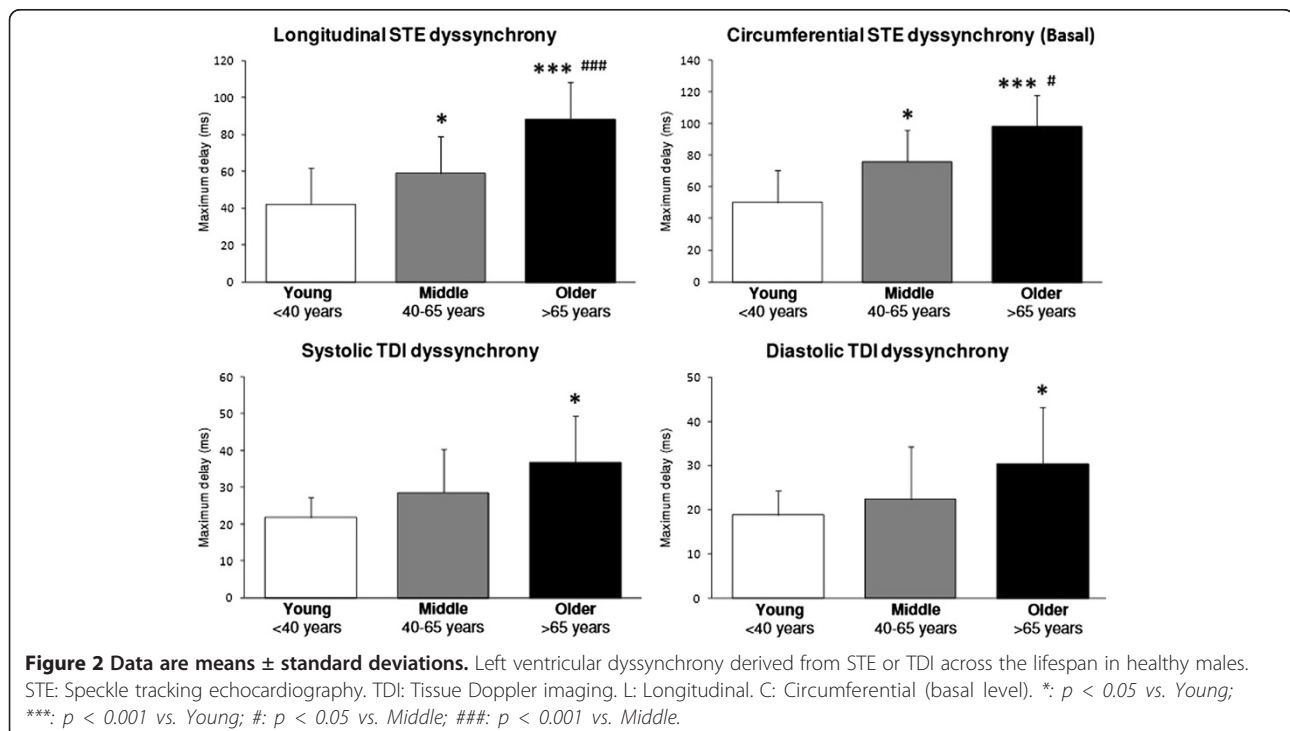 Longitudinal STE dyssynchrony
Maximum delay (ms)
120
100
80
60
40
20
0
*
*** ###
Young Middle Older
<40 years 40-65 years >65 years
Circumferential STE dyssynchrony (Basal)
Maximum delay (ms)
140
120
100
80
60
40
20
0
*
*** #
Young Middle Older
<40 years 40-65 years >65 years
Systolic TDI dyssynchrony
Maximum delay (ms)
60
50
40
30
20
10
0
*
Young Middle Older
<40 years 40-65 years >65 years
Diastolic TDI dyssynchrony
Maximum delay (ms)
50
40
30
20
10
0
*
Young Middle Older
<40 years 40-65 years >65 years
Figure 2 Data are means ± standard deviations. Left ventricular dyssynchrony derived from STE or TDI across the lifespan in healthy males.
STE: Speckle tracking echocardiography. TDI: Tissue Doppler imaging. L: Longitudinal. C: Circumferential (basal level). *: p < 0.05 vs. Young;
***: p < 0.001 vs. Young; #: p < 0.05 vs. Middle; ###: p < 0.001 vs. Middle.